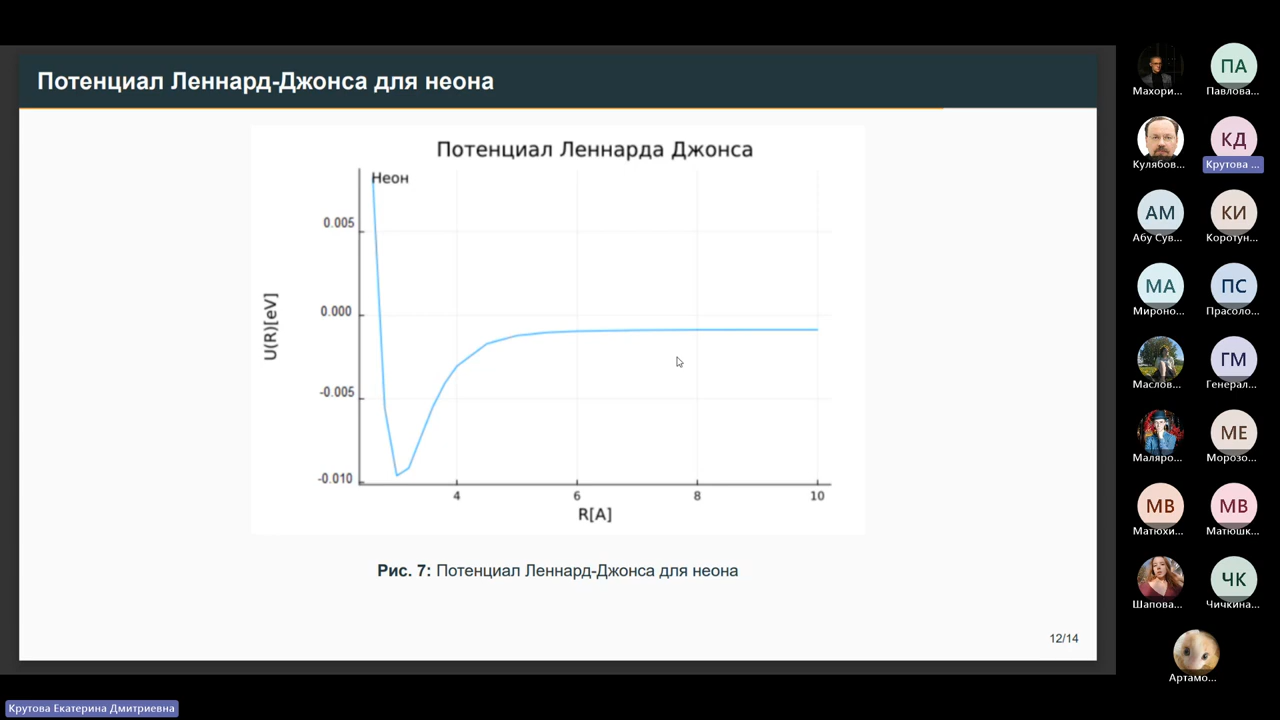 Потенциал Леннард-Джонса для неона
Потенциал Леннарда Джонса
Неон
0.005
0.000
-0.005
-0.010
U(R)[eV]
4 6 8 10
R[A]
Рис. 7: Потенциал Леннард-Джонса для неона
12/14
Крутова Екатерина Дмитриевна
ПА
Махори... Павлова...
КД
Кулябов... Крутова ...
АМ КИ
Абу Сув... Коротун...
МА ПС
Мироно... Прасоло...
ГМ
Маслов... Генерал...
МЕ
Маляро... Морозо...
МВ МВ
Матюхи... Матюшк...
ЧК
Шапова... Чичкина...
Артамо...